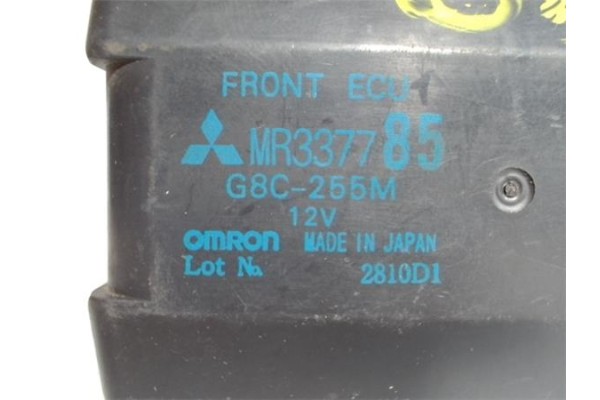 FRONT ECU
MR337785
G8C-255M
12V
OMRON MADE IN JAPAN
Lot No. 2810D1